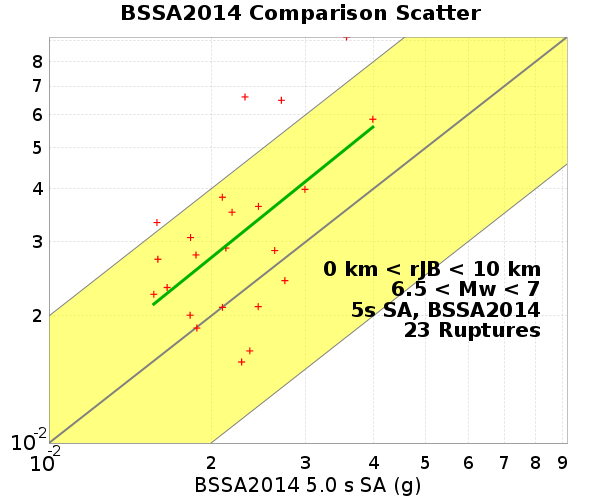 BSSA2014 Comparison Scatter
8
7
6
5
4
3
2
10-2
0 km < rJB < 10 km
6.5 < Mw < 7
5s SA, BSSA2014
23 Ruptures
10-2 2 3 4 5 6 7 8 9
BSSA2014 5.0 s SA (g)